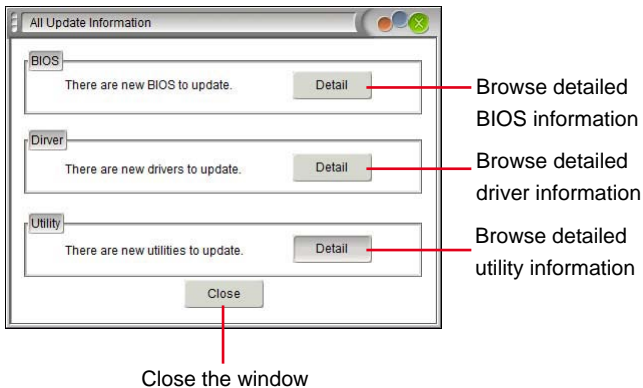 All Update Information
BIOS
There are new BIOS to update.
Detail
Browse detailed
BIOS information
Dirver
There are new drivers to update.
Detail
Browse detailed
driver information
Utility
There are new utilities to update.
Detail
Browse detailed
utility information
Close
Close the window